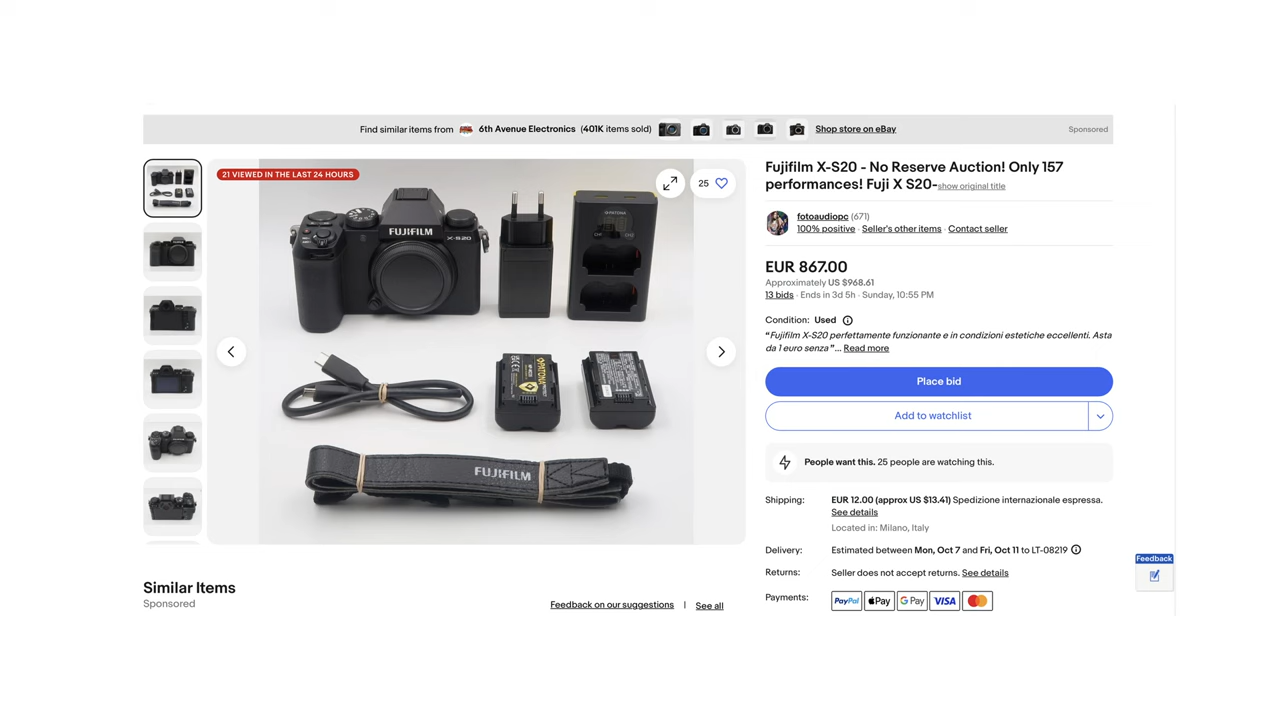 Find similar items from 6th Avenue Electronics (401K items sold) Shop store on eBay Sponsored
21 VIEWED IN THE LAST 24 HOURS
25
FUJIFILM
X-S20
PATONA
PATONA
FUJIFILM
Fujifilm X-S20 - No Reserve Auction! Only 157
performances! Fuji X S20-show original title
fotoaudiopc (671)
100% positive · Seller's other items · Contact seller
EUR 867.00
Approximately US $968.61
13 bids · Ends in 3d 5h · Sunday, 10:55 PM
Condition: Used
“Fujifilm X-S20 perfettamente funzionante e in condizioni estetiche eccellenti. Asta
da 1 euro senza”... Read more
Place bid
Add to watchlist
People want this. 25 people are watching this.
Shipping: EUR 12.00 (approx US $13.41) Spedizione internazionale espressa.
See details
Located in: Milano, Italy
Delivery: Estimated between Mon, Oct 7 and Fri, Oct 11 to LT-08219
Returns: Seller does not accept returns. See details
Payments: PayPal Apple Pay G Pay VISA
Feedback
Similar Items
Sponsored
Feedback on our suggestions | See all